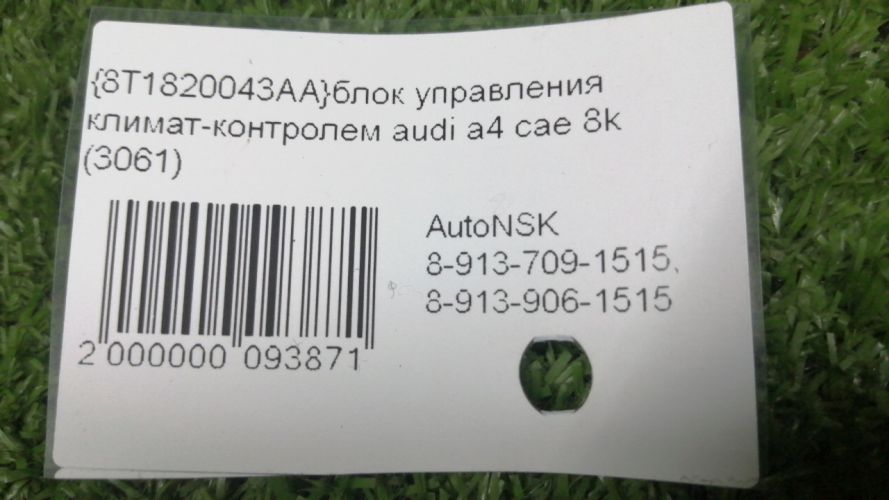 {8T1820043AA}блок управления
климат-контролем audi a4 cae 8k
(3061)
AutoNSK
8-913-709-1515,
8-913-906-1515
2 000000 093871